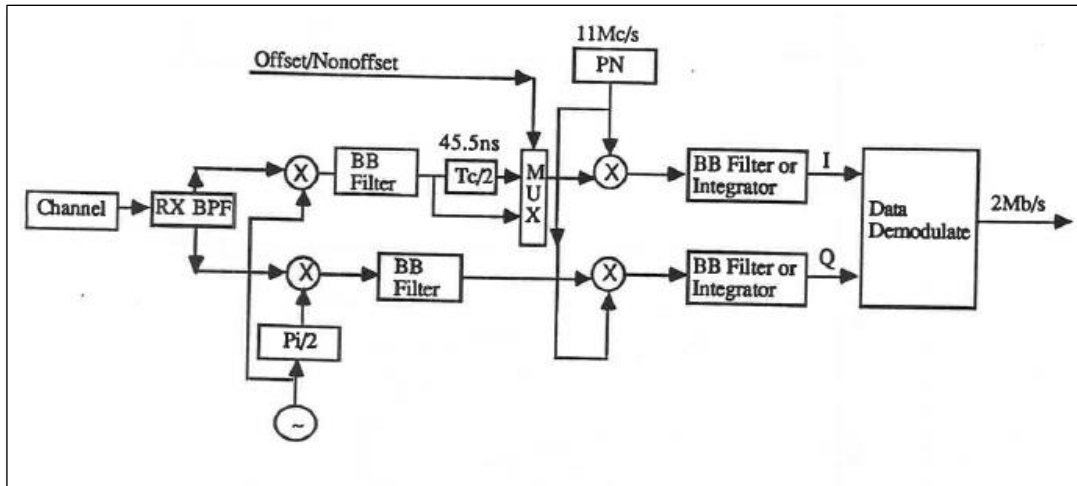 11Mc/s
PN
Offset/Nonoffset
45.5ns
X
BB
Filter
Tc/2
M
U
X
X
BB Filter or
Integrator
I
Channel
RX BPF
Data
Demodulate
2Mb/s
X
BB
Filter
X
BB Filter or
Integrator
Q
Pi/2
~